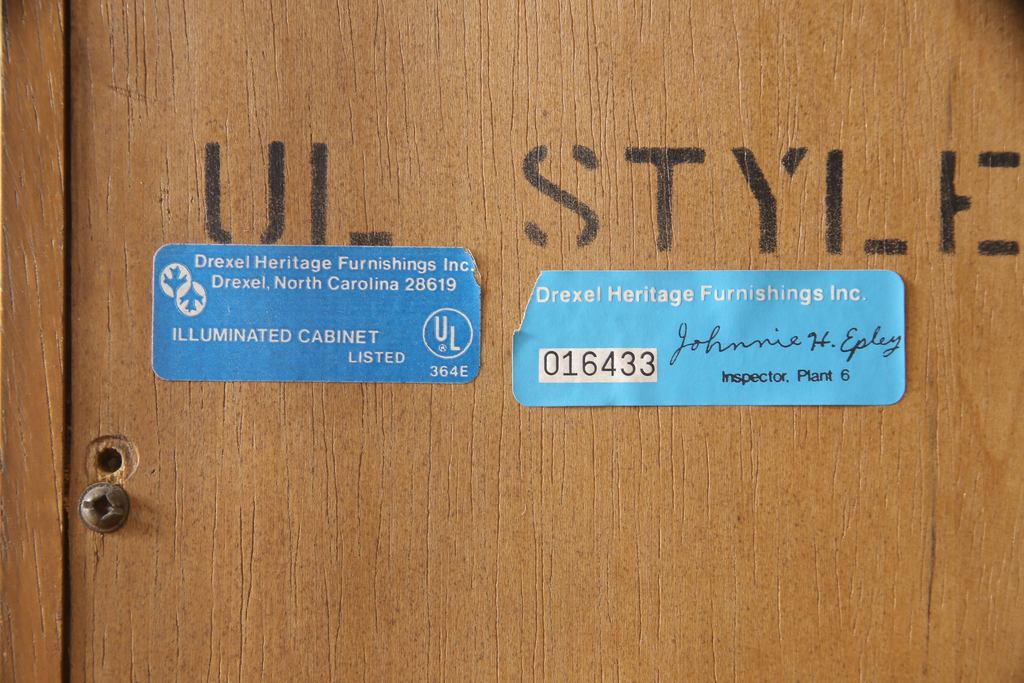 UL STYLE
Drexel Heritage Furnishings Inc.
Drexel, North Carolina 28619
ILLUMINATED CABINET
LISTED
UL
364E
Drexel Heritage Furnishings Inc.
016433
Johnnie H. Epley
Inspector, Plant 6